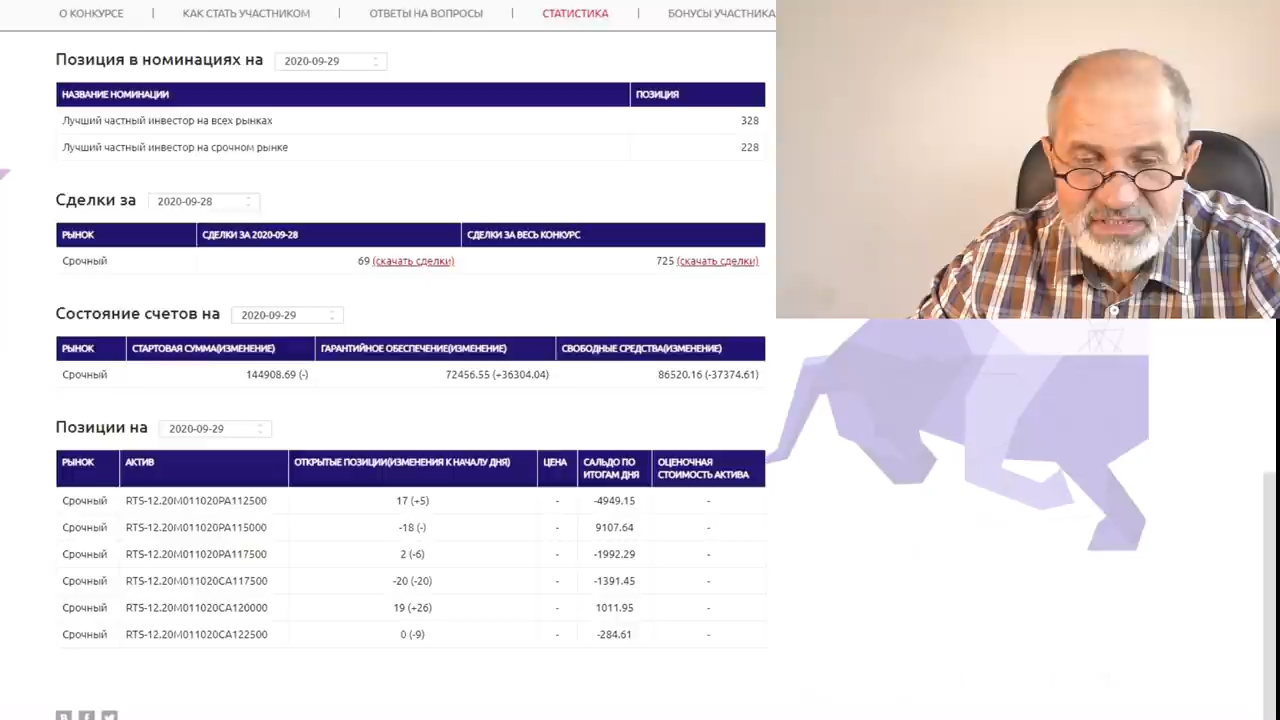 О КОНКУРСЕ | КАК СТАТЬ УЧАСТНИКОМ | ОТВЕТЫ НА ВОПРОСЫ | СТАТИСТИКА | БОНУСЫ УЧАСТНИКА
Позиция в номинациях на 2020-09-29
НАЗВАНИЕ НОМИНАЦИИ ПОЗИЦИЯ
Лучший частный инвестор на всех рынках 328
Лучший частный инвестор на срочном рынке 228
Сделки за 2020-09-28
РЫНОК СДЕЛКИ ЗА 2020-09-28 СДЕЛКИ ЗА ВЕСЬ КОНКУРС
Срочный 69 (скачать сделки) 725 (скачать сделки)
Состояние счетов на 2020-09-29
РЫНОК СТАРТОВАЯ СУММА(ИЗМЕНЕНИЕ) ГАРАНТИЙНОЕ ОБЕСПЕЧЕНИЕ(ИЗМЕНЕНИЕ) СВОБОДНЫЕ СРЕДСТВА(ИЗМЕНЕНИЕ)
Срочный 144908.69 (-) 72456.55 (+36304.04) 86520.16 (-37374.61)
Позиции на 2020-09-29
РЫНОК АКТИВ ОТКРЫТЫЕ ПОЗИЦИИ(ИЗМЕНЕНИЯ К НАЧАЛУ ДНЯ) ЦЕНА САЛЬДО ПО ИТОГАМ ДНЯ ОЦЕНОЧНАЯ СТОИМОСТЬ АКТИВА
Срочный RTS-12.20M011020PA112500 17 (+5) - -4949.15 -
Срочный RTS-12.20M011020PA115000 -18 (-) - 9107.64 -
Срочный RTS-12.20M011020PA117500 2 (-6) - -1992.29 -
Срочный RTS-12.20M011020CA117500 -20 (-20) - -1391.45 -
Срочный RTS-12.20M011020CA120000 19 (+26) - 1011.95 -
Срочный RTS-12.20M011020CA122500 0 (-9) - -284.61 -